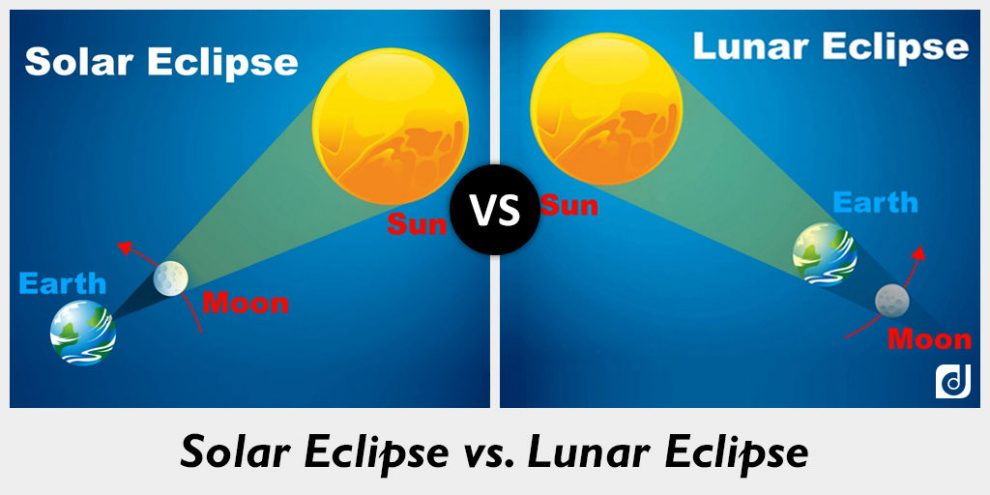 Solar Eclipse
Sun
Earth
Moon
VS
Lunar Eclipse
Sun
Earth
Moon
d
Solar Eclipse vs. Lunar Eclipse